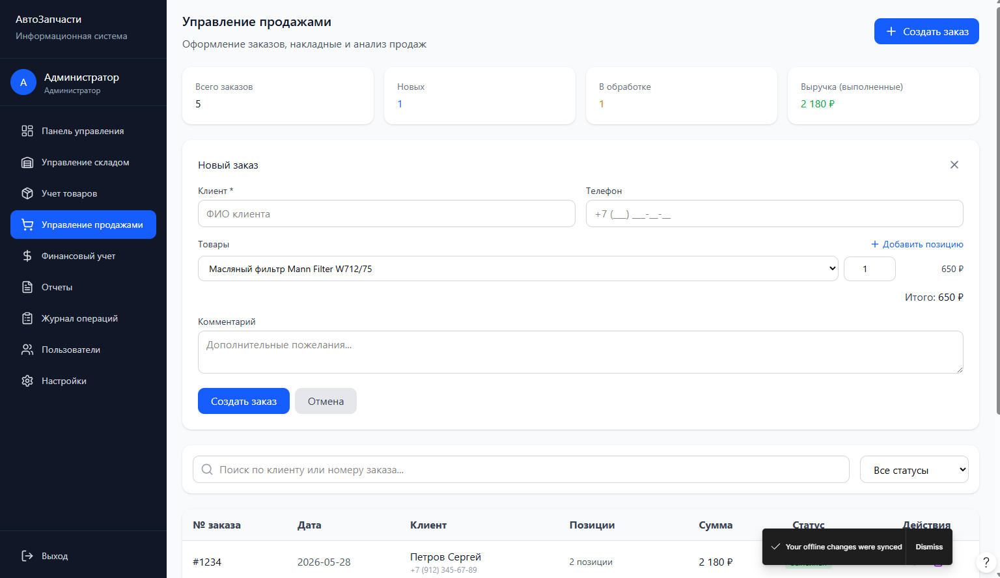 АвтоЗапчасти
Информационная система
А
Администратор
Администратор
Панель управления
Управление складом
Учет товаров
Управление продажами
Финансовый учет
Отчеты
Журнал операций
Пользователи
Настройки
Выход
Управление продажами
Оформление заказов, накладные и анализ продаж
Создать заказ
Всего заказов
5
Новых
1
В обработке
1
Выручка (выполненные)
2 180 ₽
Новый заказ
Клиент *
ФИО клиента
Телефон
+7 (___) ___-__-__
Товары
Добавить позицию
Масляный фильтр Mann Filter W712/75
1
650 ₽
Итого: 650 ₽
Комментарий
Дополнительные пожелания...
Создать заказ
Отмена
Поиск по клиенту или номеру заказа...
Все статусы
№ заказа Дата Клиент Позиции Сумма Статус Действия
#1234 2026-05-28 Петров Сергей 2 позиции 2 180 ₽
+7 (912) 345-67-89
Your offline changes were synced
Dismiss
?